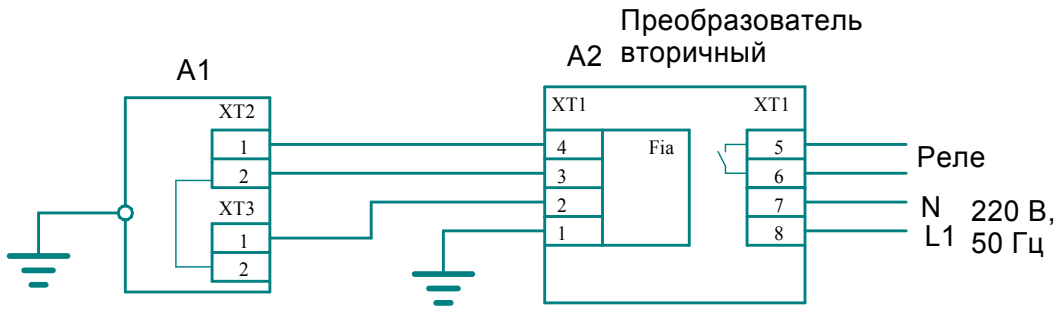 Преобразователь
A2 вторичный
A1
XT2
1
2
XT3
1
2
XT1
4
3
2
1
Fia
XT1
5
6
7
8
Реле
N
L1
220 В,
50 Гц